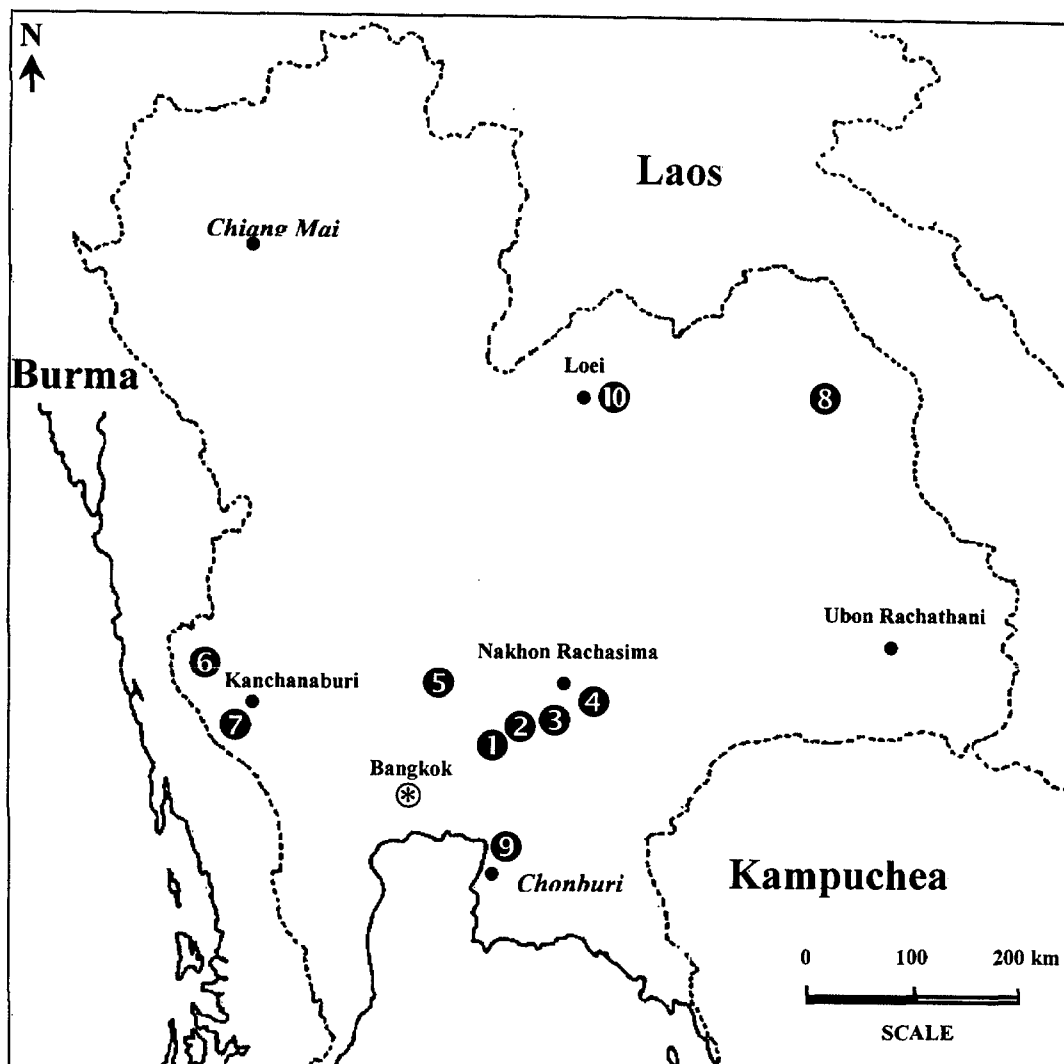 N
Laos
Chiang Mai
Burma
Loei
10
8
Ubon Rachathani
Nakhon Rachasima
6
Kanchanaburi
5
4
7
3
2
1
Bangkok
9
Chonburi
Kampuchea
0 100 200 km
SCALE